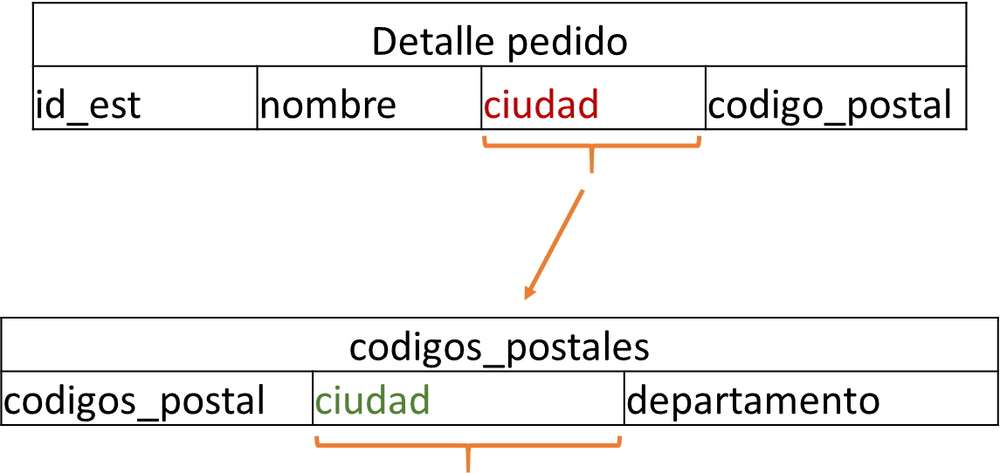 Detalle pedido
id_est nombre ciudad codigo_postal
codigos_postales
codigos_postal ciudad departamento